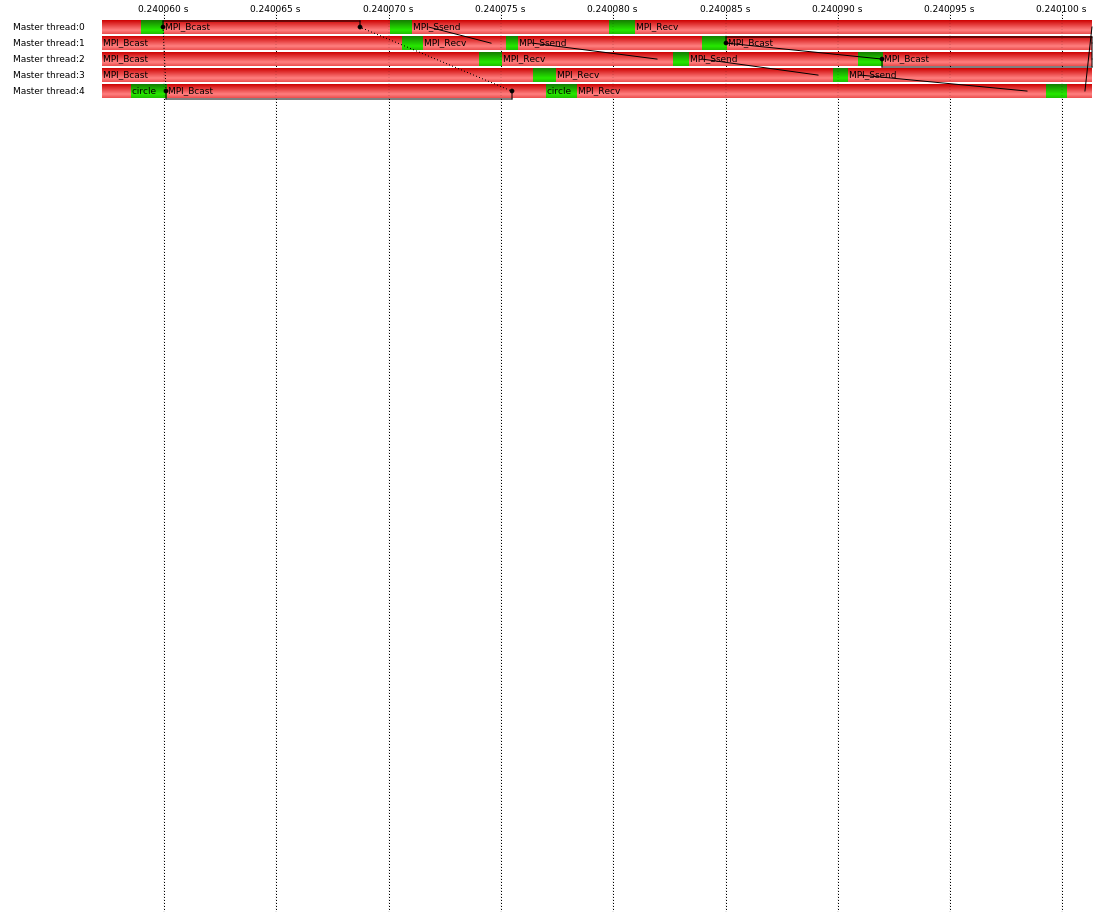 0.240060 s 0.240065 s 0.240070 s 0.240075 s 0.240080 s 0.240085 s 0.240090 s 0.240095 s 0.240100 s
Master thread:0 MPI_Bcast MPI_Ssend MPI_Recv
Master thread:1 MPI_Bcast MPI_Recv MPI_Ssend MPI_Bcast
Master thread:2 MPI_Bcast MPI_Recv MPI_Ssend MPI_Bcast
Master thread:3 MPI_Bcast MPI_Recv MPI_Ssend
Master thread:4 circle MPI_Bcast circle MPI_Recv